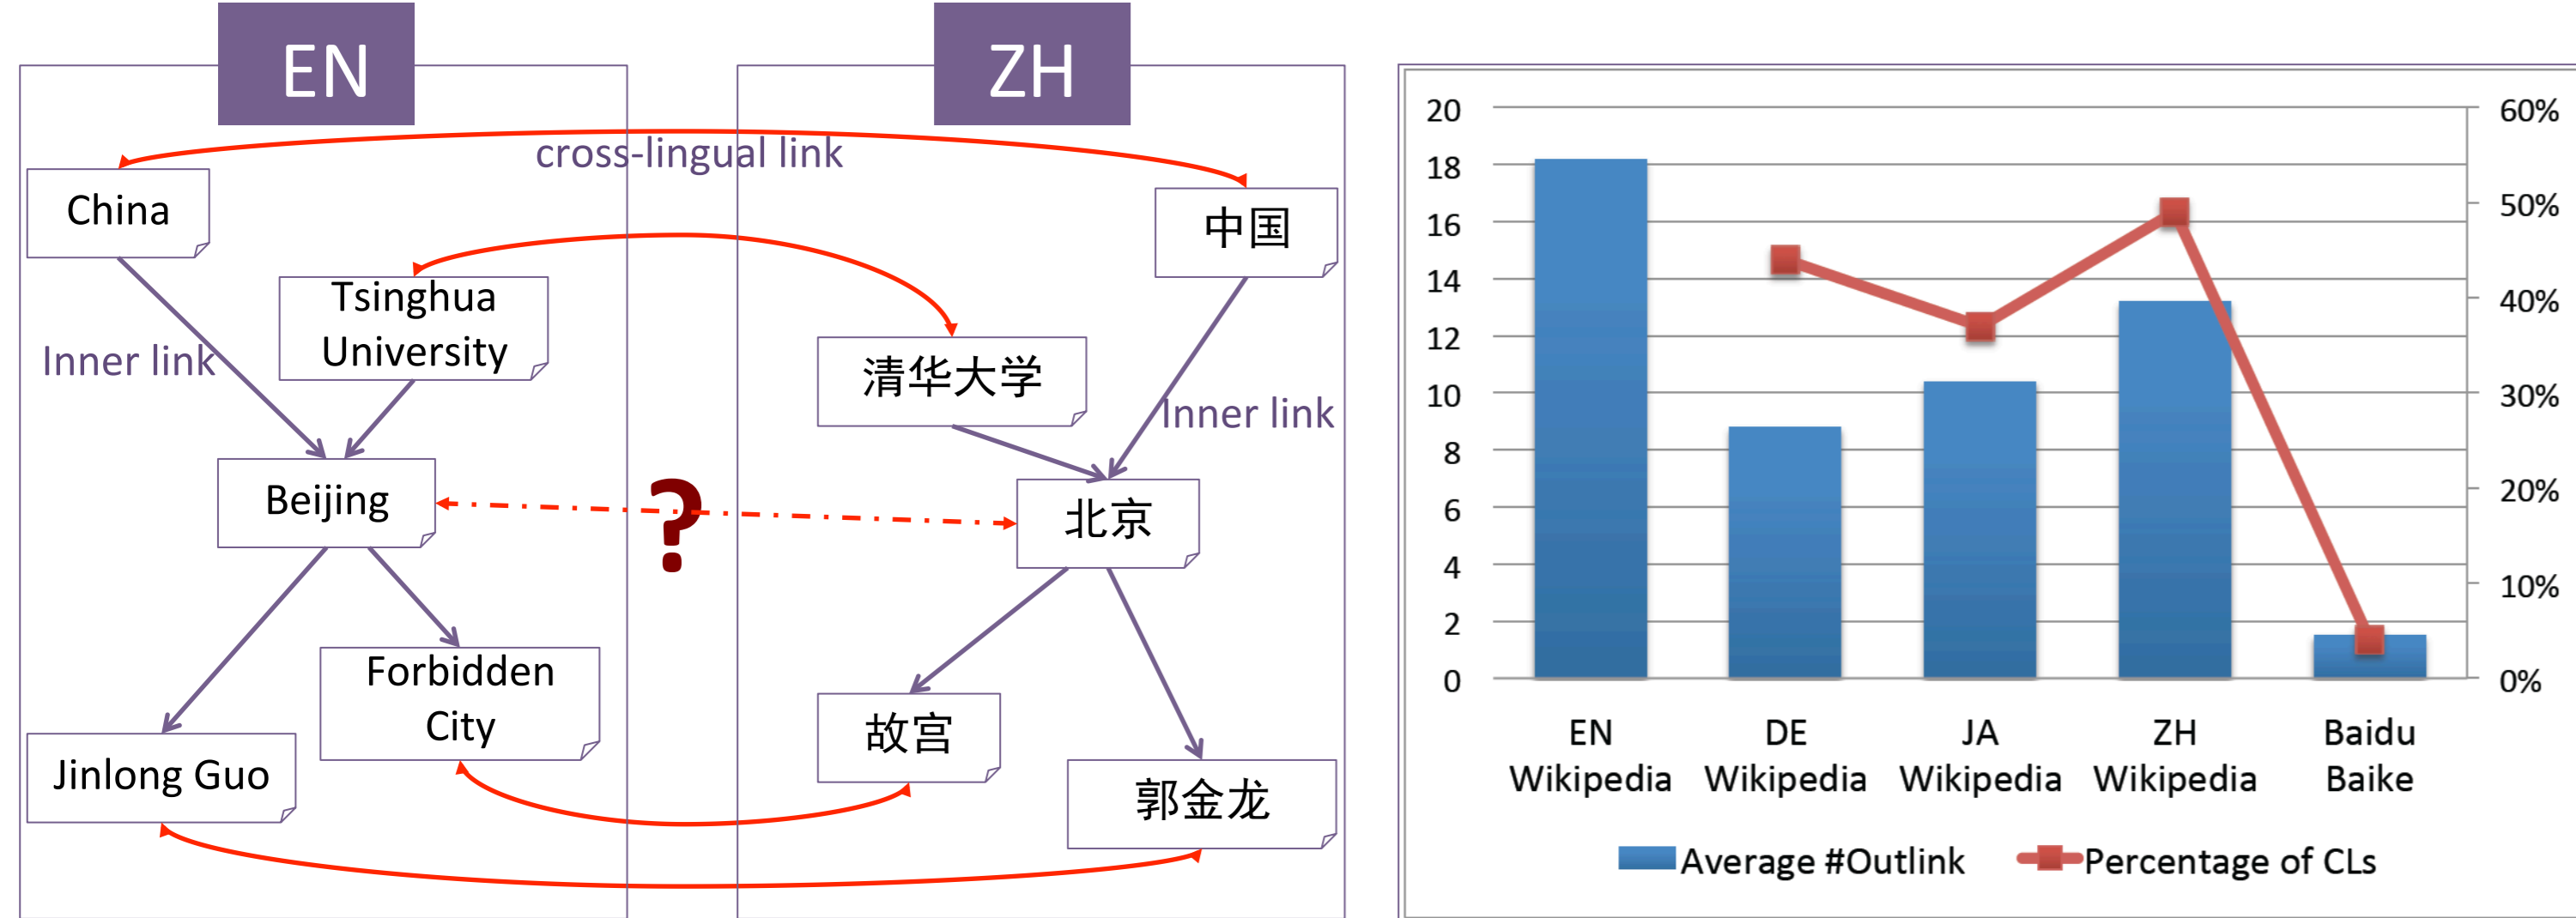 EN
ZH
cross-lingual link
China
中国
Tsinghua
University
清华大学
Inner link
Inner link
Beijing
?
北京
Forbidden
City
故宫
Jinlong Guo
郭金龙
20
18
16
14
12
10
8
6
4
2
0
60%
50%
40%
30%
20%
10%
0%
EN
Wikipedia
DE
Wikipedia
JA
Wikipedia
ZH
Wikipedia
Baidu
Baike
Average #Outlink
Percentage of CLs